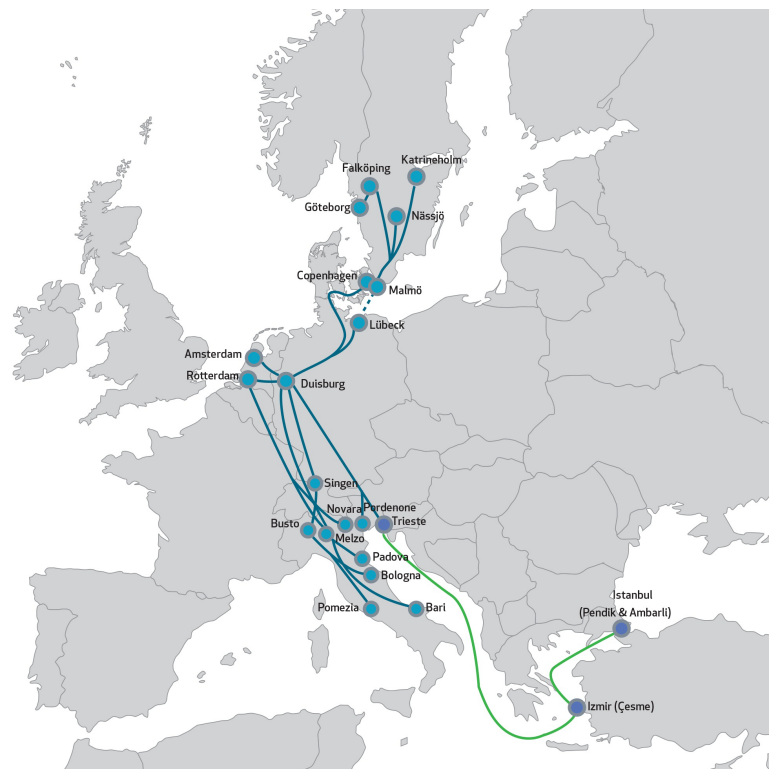 Katrineholm
Falköping
Göteborg
Nässjö
Copenhagen
Malmö
Lübeck
Amsterdam
Rotterdam
Duisburg
Singen
Novara
Pordenone
Busto
Trieste
Melzo
Padova
Bologna
Pomezia
Bari
Istanbul
(Pendik & Ambarli)
Izmir (Çesme)